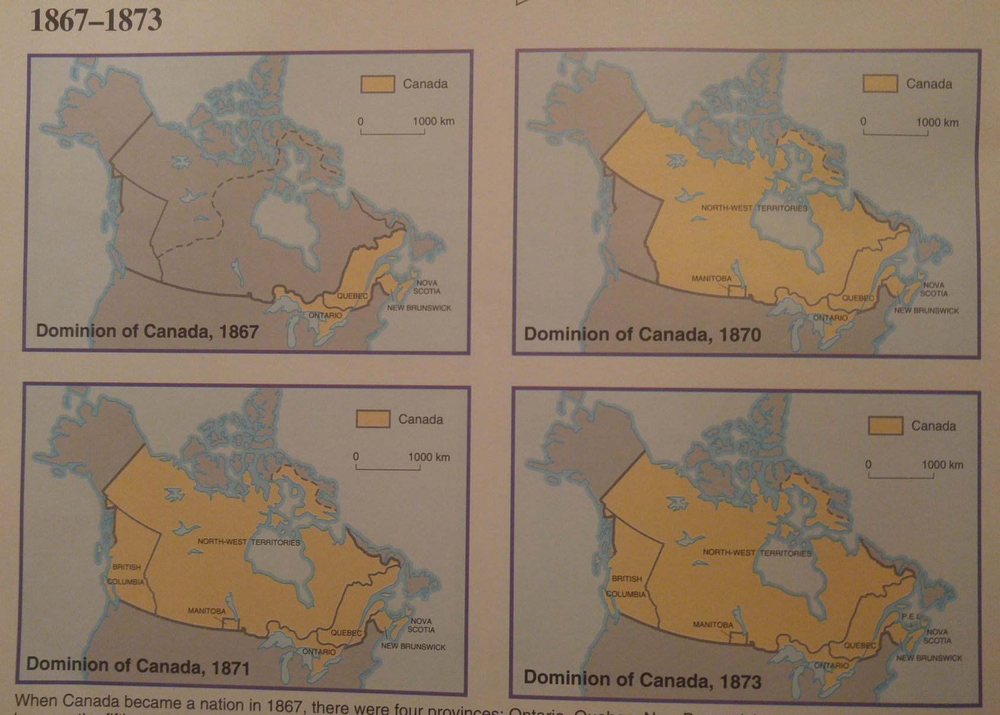 1867–1873
Canada
0 1000 km
QUEBEC
NOVA
SCOTIA
NEW BRUNSWICK
ONTARIO
Dominion of Canada, 1867
Canada
0 1000 km
NORTH-WEST TERRITORIES
MANITOBA
QUEBEC
NOVA
SCOTIA
NEW BRUNSWICK
ONTARIO
Dominion of Canada, 1870
Canada
0 1000 km
NORTH-WEST TERRITORIES
BRITISH
COLUMBIA
MANITOBA
QUEBEC
NOVA
SCOTIA
NEW BRUNSWICK
ONTARIO
Dominion of Canada, 1871
Canada
0 1000 km
NORTH-WEST TERRITORIES
BRITISH
COLUMBIA
MANITOBA
P.E.I.
QUEBEC
NOVA
SCOTIA
NEW BRUNSWICK
ONTARIO
Dominion of Canada, 1873
When Canada became a nation in 1867, there were four provinces: Ontario, Quebec, New